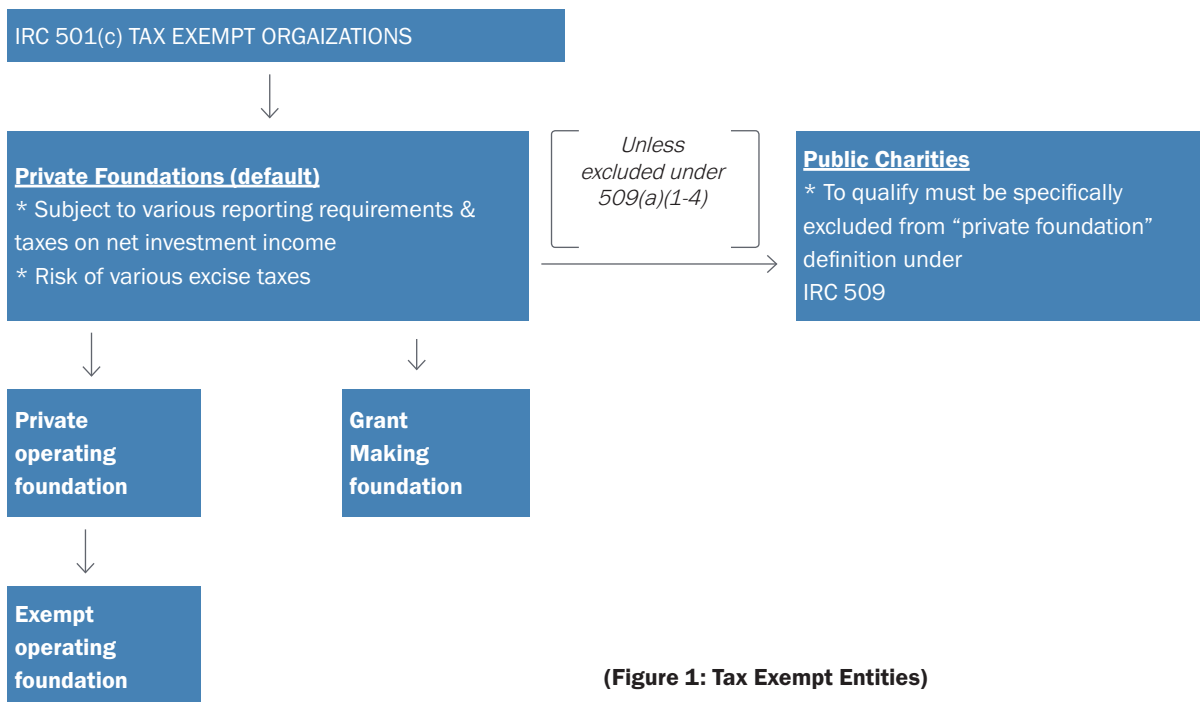 IRC 501(c) TAX EXEMPT ORGAIZATIONS
Private Foundations (default)
* Subject to various reporting requirements &
taxes on net investment income
* Risk of various excise taxes
Unless
excluded under
509(a)(1-4)
Public Charities
* To qualify must be specifically
excluded from “private foundation”
definition under
IRC 509
Private
operating
foundation
Grant
Making
foundation
Exempt
operating
foundation
(Figure 1: Tax Exempt Entities)